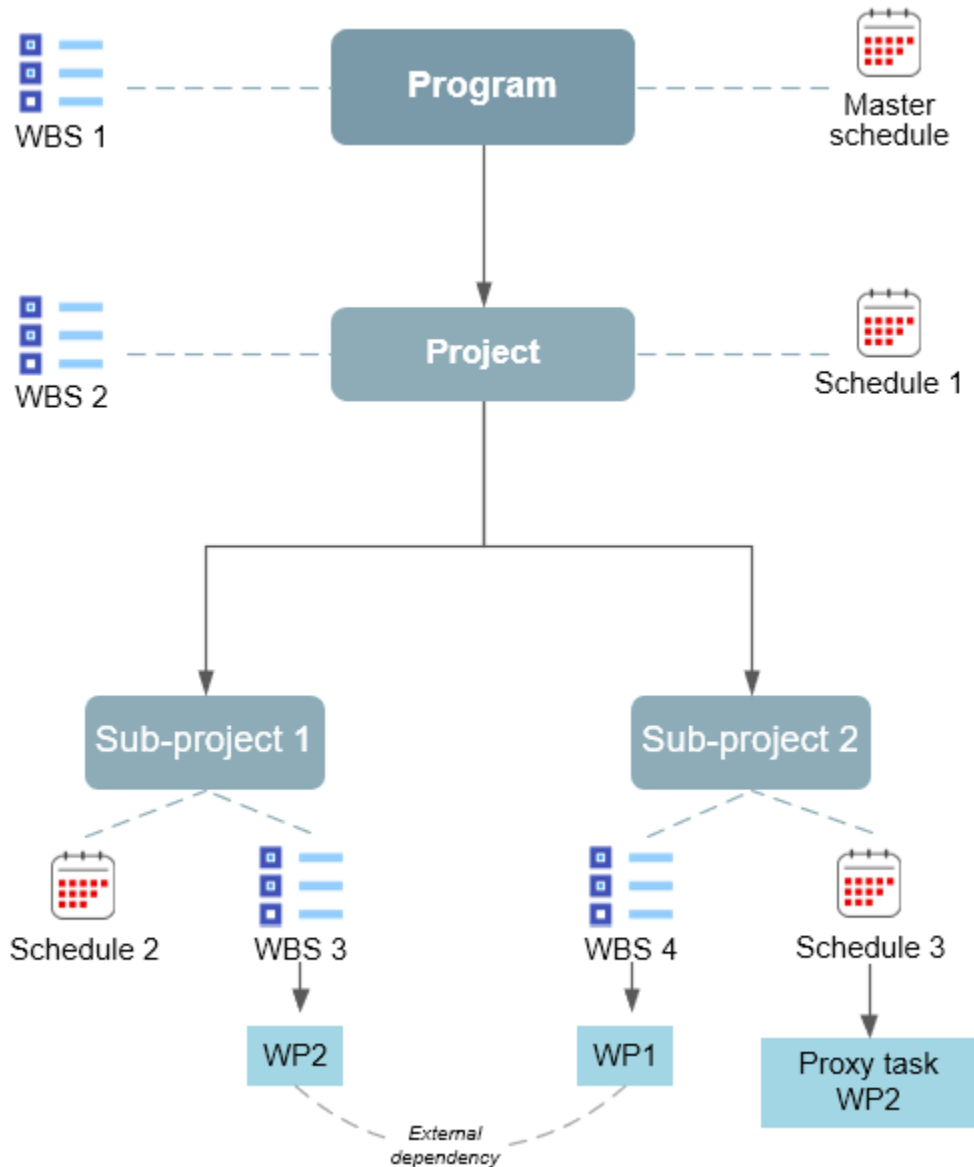 Program
WBS 1
Master
schedule
Project
WBS 2
Schedule 1
Sub-project 1
Sub-project 2
Schedule 2
WBS 3
WBS 4
Schedule 3
WP2
WP1
Proxy task
WP2
External
dependency